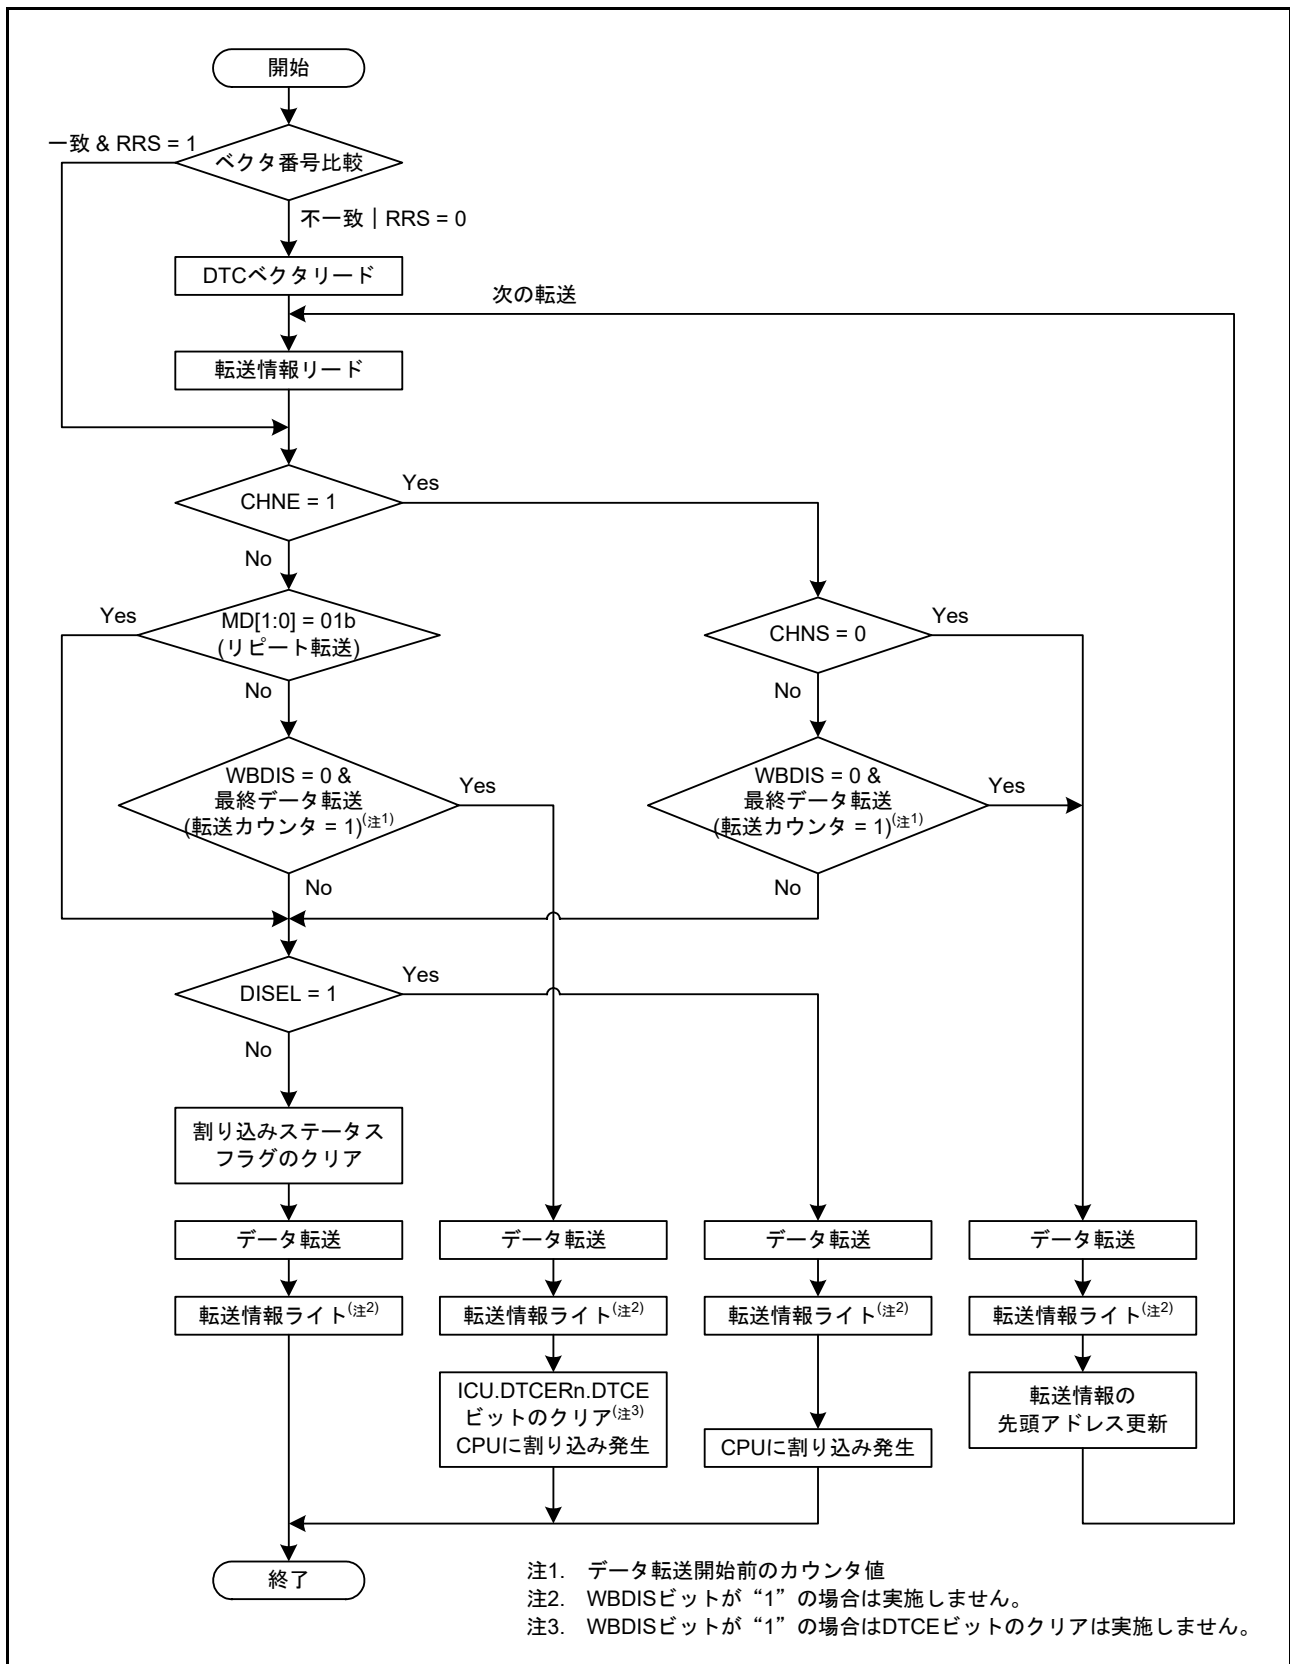 開始
一致 & RRS = 1
ベクタ番号比較
不一致 | RRS = 0
DTCベクタリード
次の転送
転送情報リード
CHNE = 1
Yes
No
MD[1:0] = 01b
(リピート転送)
Yes
No
CHNS = 0
Yes
No
WBDIS = 0 &
最終データ転送
(転送カウンタ = 1)(注1)
Yes
No
WBDIS = 0 &
最終データ転送
(転送カウンタ = 1)(注1)
Yes
No
DISEL = 1
Yes
No
割り込みステータス
フラグのクリア
データ転送
データ転送
データ転送
データ転送
転送情報ライト(注2)
転送情報ライト(注2)
転送情報ライト(注2)
転送情報ライト(注2)
ICU.DTCERn.DTCE
ビットのクリア(注3)
CPUに割り込み発生
CPUに割り込み発生
転送情報の
先頭アドレス更新
終了
注1. データ転送開始前のカウンタ値
注2. WBDISビットが“1”の場合は実施しません。
注3. WBDISビットが“1”の場合はDTCEビットのクリアは実施しません。